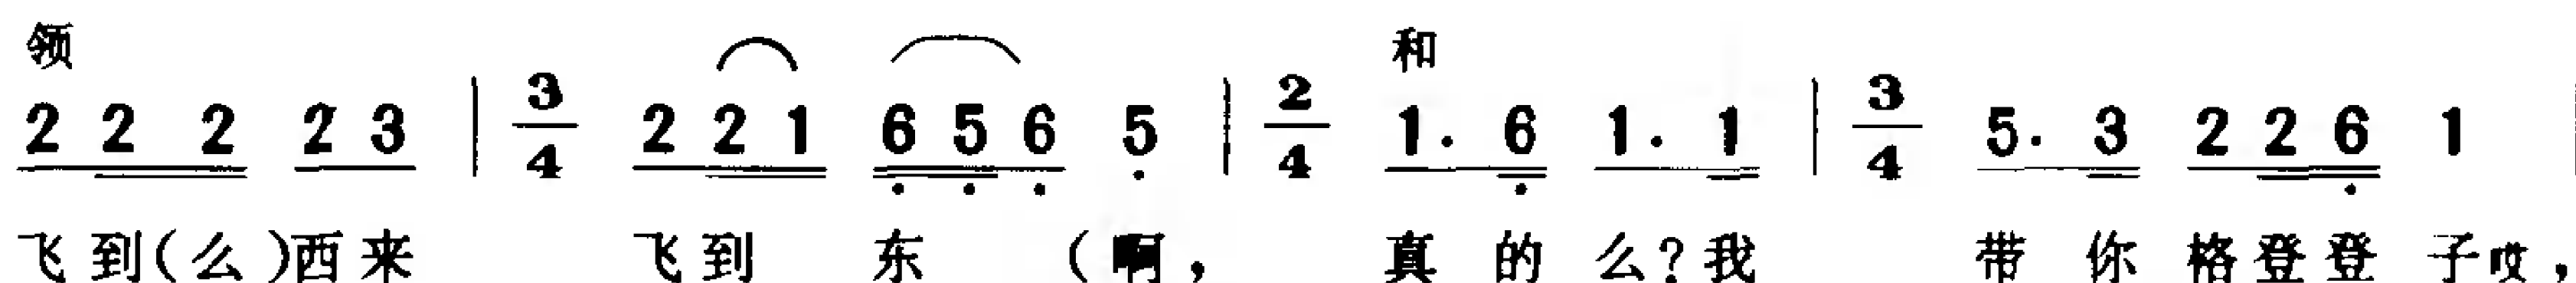 领 和
2 2 2 2 3 | 3/4 2 2 1 6 5 6 5 | 2/4 1. 6 1. 1 | 3/4 5. 3 2 2 6 1 |
飞到(么)西来 飞到 东 (啊, 真 的 么?我 带 你 格登登 子哎,